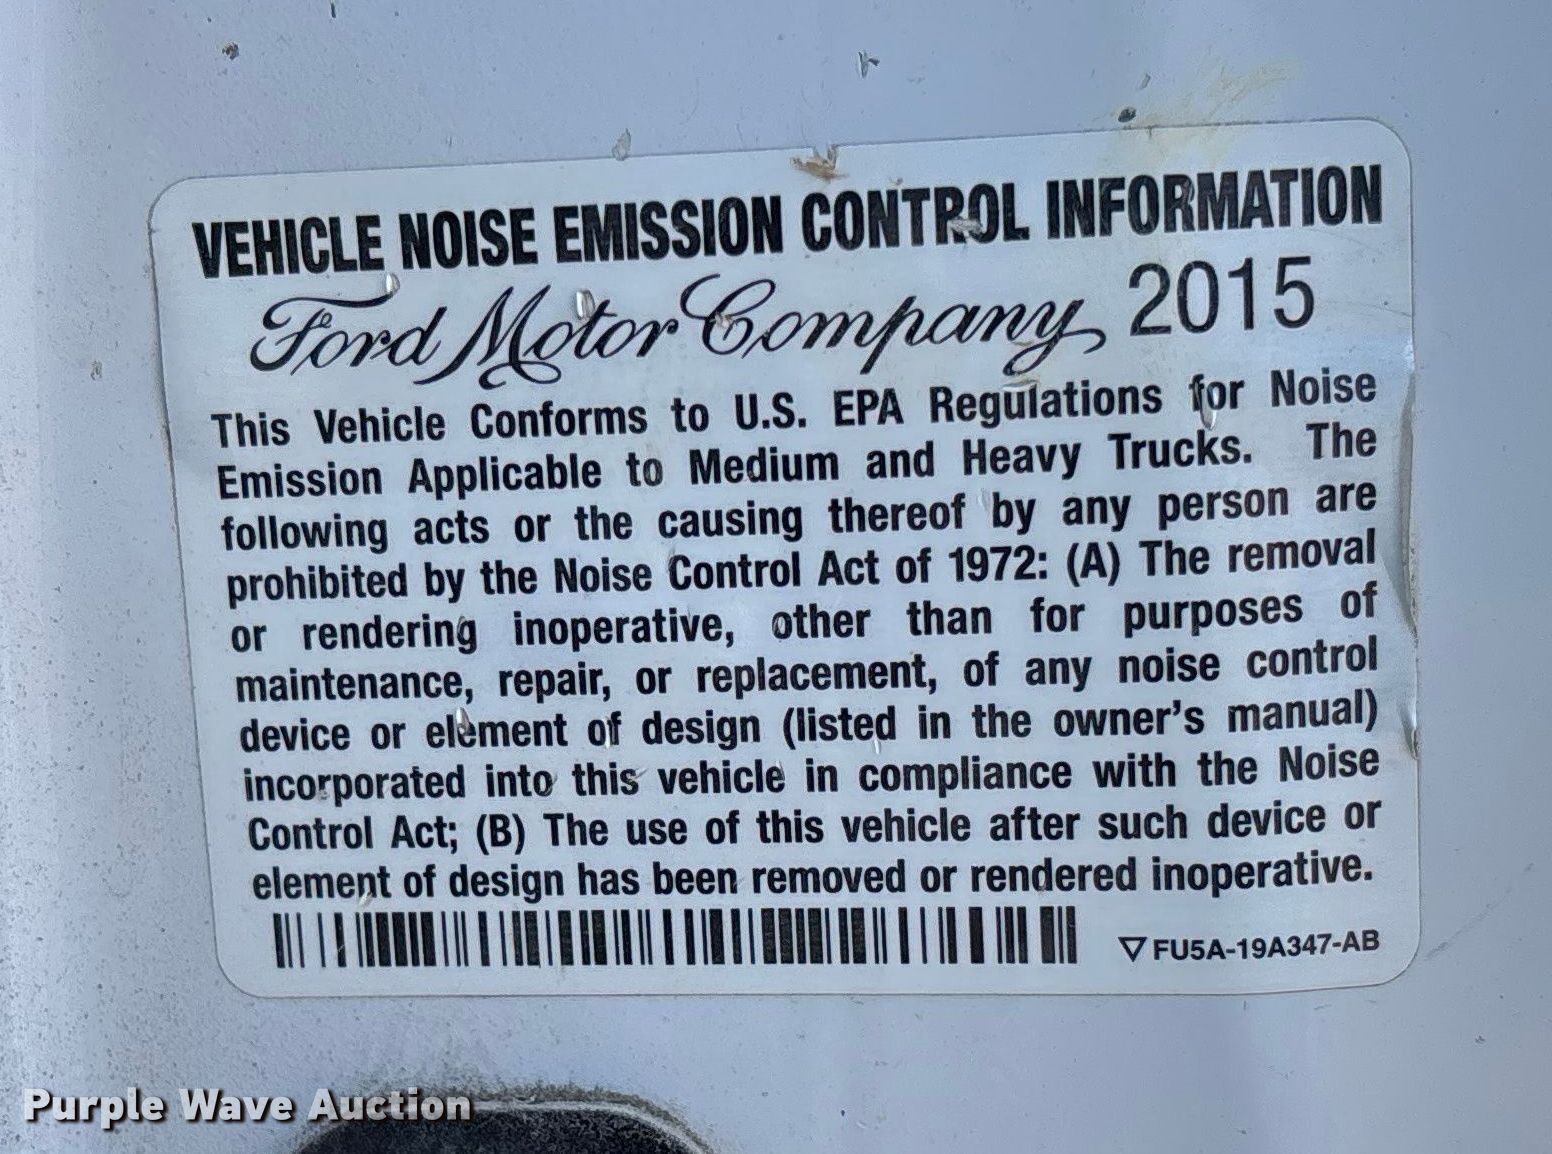 VEHICLE NOISE EMISSION CONTROL INFORMATION
Ford Motor Company 2015
This Vehicle Conforms to U.S. EPA Regulations for Noise
Emission Applicable to Medium and Heavy Trucks. The
following acts or the causing thereof by any person are
prohibited by the Noise Control Act of 1972: (A) The removal
or rendering inoperative, other than for purposes of
maintenance, repair, or replacement, of any noise control
device or element of design (listed in the owner's manual)
incorporated into this vehicle in compliance with the Noise
Control Act; (B) The use of this vehicle after such device or
element of design has been removed or rendered inoperative.
▽ FU5A-19A347-AB
Purple Wave Auction